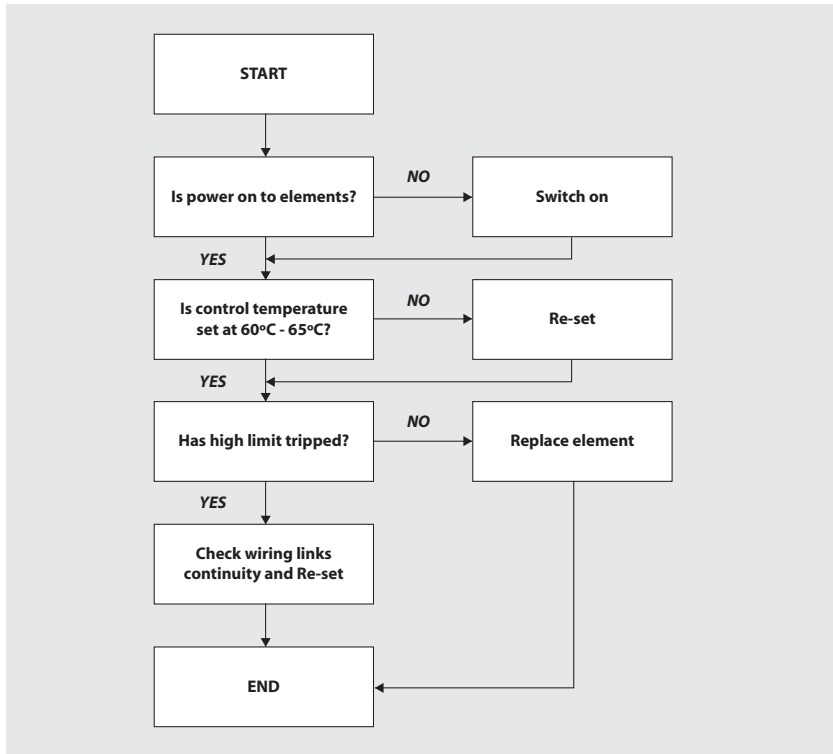 START
Is power on to elements?
NO
Switch on
YES
Is control temperature
set at 60ºC - 65ºC?
NO
Re-set
YES
Has high limit tripped?
NO
Replace element
YES
Check wiring links
continuity and Re-set
END